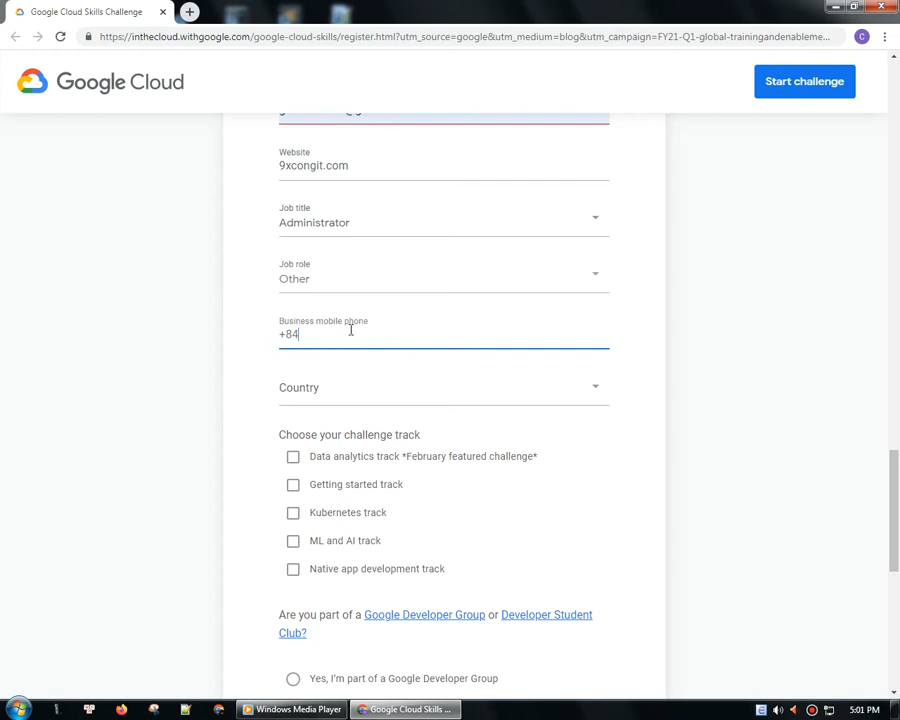 Google Cloud Skills Challenge
https://inthecloud.withgoogle.com/google-cloud-skills/register.html?utm_source=google&utm_medium=blog&utm_campaign=FY21-Q1-global-trainingandenableme...
C
Google Cloud
Start challenge
Website
9xcongit.com
Job title
Administrator
Job role
Other
Business mobile phone
+84
Country
Choose your challenge track
Data analytics track *February featured challenge*
Getting started track
Kubernetes track
ML and AI track
Native app development track
Are you part of a Google Developer Group or Developer Student
Club?
Yes, I'm part of a Google Developer Group
Windows Media Player
Google Cloud Skills ...
E
5:01 PM